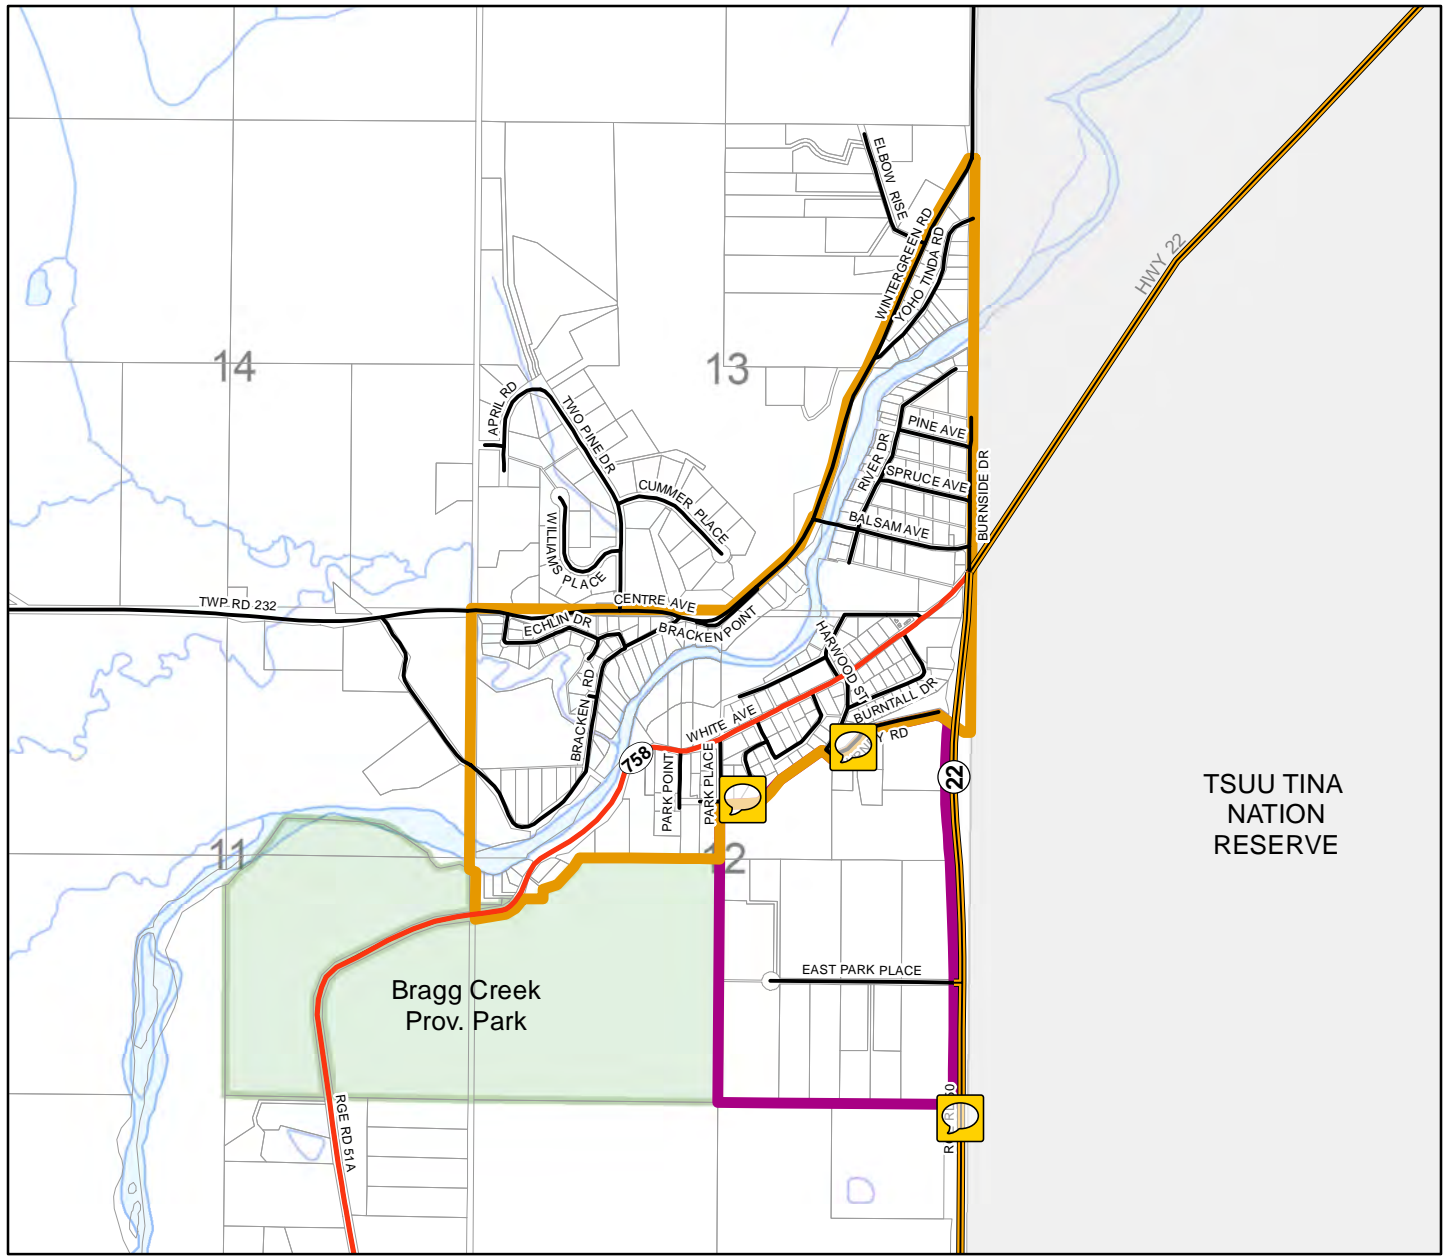 ELBOW RISE
WINTERGREEN RD
YOHO TINDA RD
HWY 22
14
13
APRIL RD
TWO PINE DR
CUMMER PLACE
WILLIAMS PLACE
PINE AVE
RIVER DR
SPRUCE AVE
BURNSIDE DR
BALSAM AVE
TWP RD 232
CENTRE AVE
ECHLIN DR
BRACKEN POINT
HARWOOD ST
BRACKEN RD
BURNTALL DR
WHITE AVE
RD
758
PARK POINT
PARK PLACE
22
TSUU TINA
NATION
RESERVE
11
12
EAST PARK PLACE
Bragg Creek
Prov. Park
RGE RD 51A